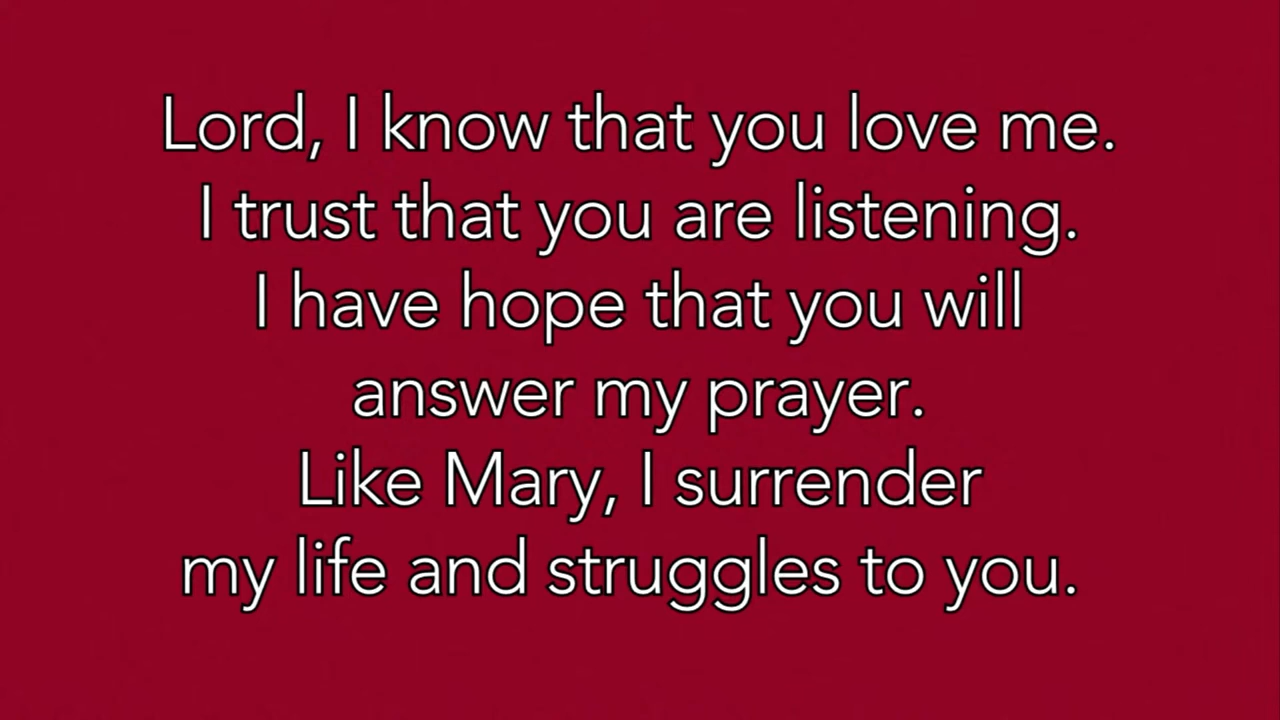 Lord, I know that you love me.
I trust that you are listening.
I have hope that you will
answer my prayer.
Like Mary, I surrender
my life and struggles to you.